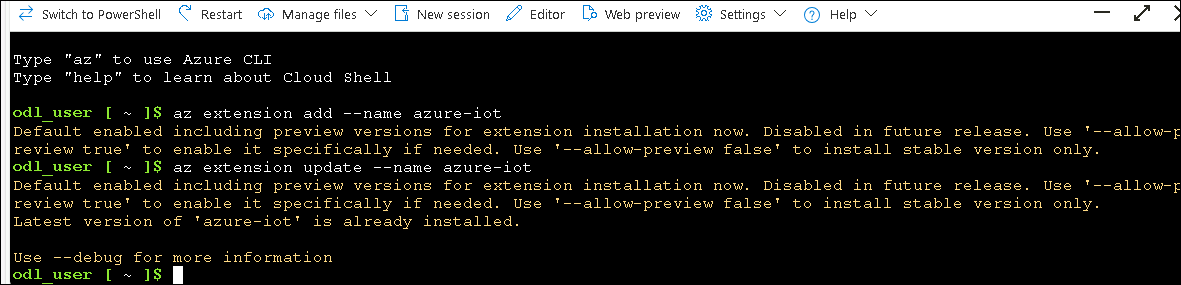 Switch to PowerShell Restart Manage files New session Editor Web preview Settings Help
Type "az" to use Azure CLI
Type "help" to learn about Cloud Shell
odl_user [ ~ ]$ az extension add --name azure-iot
Default enabled including preview versions for extension installation now. Disabled in future release. Use '--allow-p
review true' to enable it specifically if needed. Use '--allow-preview false' to install stable version only.
odl_user [ ~ ]$ az extension update --name azure-iot
Default enabled including preview versions for extension installation now. Disabled in future release. Use '--allow-p
review true' to enable it specifically if needed. Use '--allow-preview false' to install stable version only.
Latest version of 'azure-iot' is already installed.
Use --debug for more information
odl_user [ ~ ]$